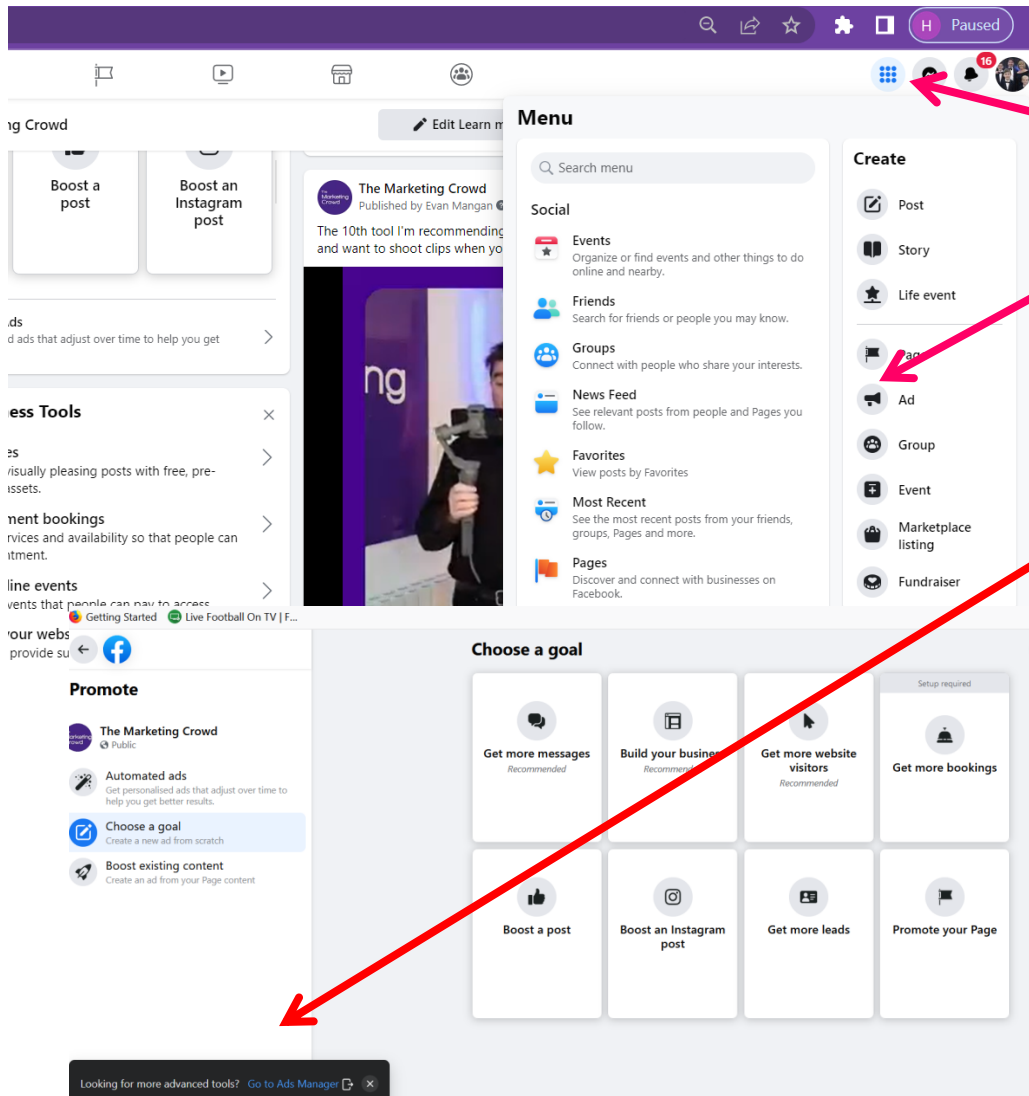 H Paused
16
ng Crowd
Edit Learn m
Boost a
post
Boost an
Instagram
post
The Marketing Crowd
Published by Evan Mangan
The 10th tool I'm recommending
and want to shoot clips when yo
ng
ds
d ads that adjust over time to help you get
ess Tools
es
visually pleasing posts with free, pre-
assets.
ment bookings
rvices and availability so that people can
ntment.
line events
vents that people can pay to access
your webs
provide su
Menu
Search menu
Social
Events
Organize or find events and other things to do
online and nearby.
Friends
Search for friends or people you may know.
Groups
Connect with people who share your interests.
News Feed
See relevant posts from people and Pages you
follow.
Favorites
View posts by Favorites
Most Recent
See the most recent posts from your friends,
groups, Pages and more.
Pages
Discover and connect with businesses on
Facebook.
Create
Post
Story
Life event
Page
Ad
Group
Event
Marketplace
listing
Fundraiser
Getting Started Live Football On TV | F...
Promote
The Marketing Crowd
Public
Automated ads
Get personalised ads that adjust over time to
help you get better results.
Choose a goal
Create a new ad from scratch
Boost existing content
Create an ad from your Page content
Looking for more advanced tools? Go to Ads Manager
Choose a goal
Get more messages
Recommended
Build your business
Recommended
Get more website
visitors
Recommended
Setup required
Get more bookings
Boost a post
Boost an Instagram
post
Get more leads
Promote your Page